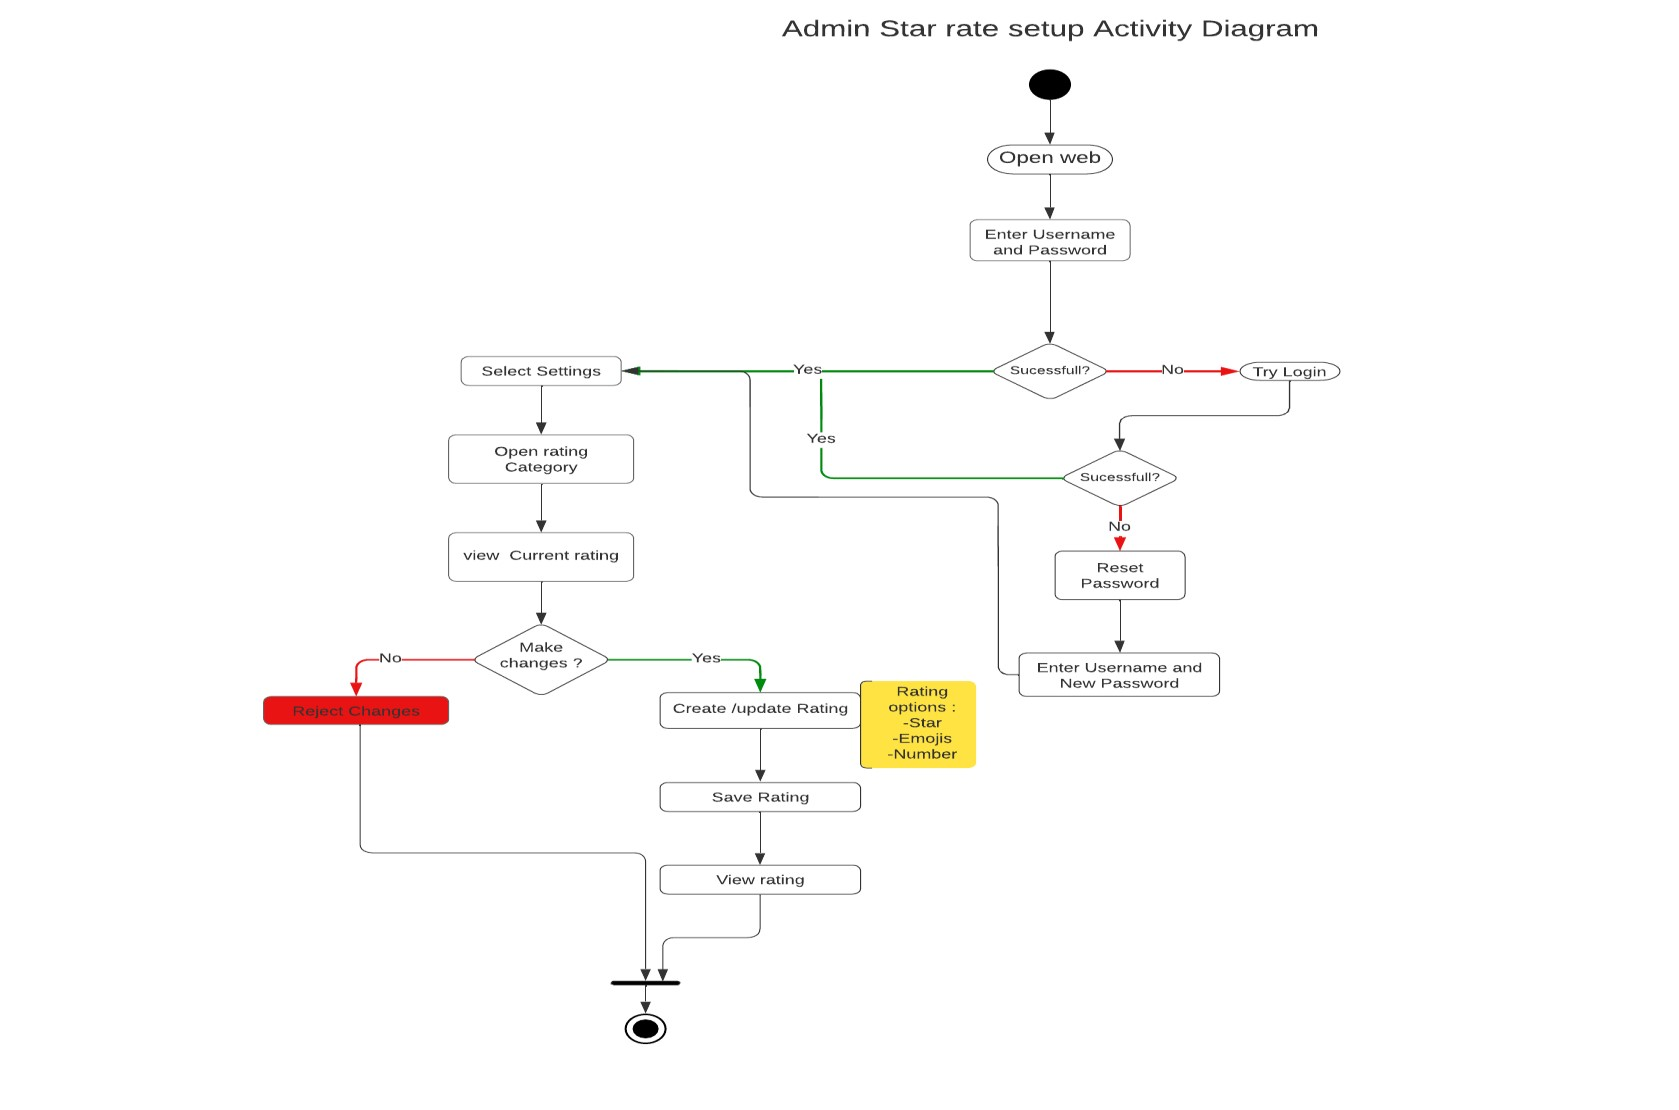 Admin Star rate setup Activity Diagram
Open web
Enter Username
and Password
Sucessfull?
Yes
No
Select Settings
Try Login
Yes
Sucessfull?
No
Open rating
Category
view  Current rating
Reset
Password
Enter Username and
New Password
Make
changes ?
No
Yes
Reject Changes
Create /update Rating
Rating
options :
-Star
-Emojis
-Number
Save Rating
View rating